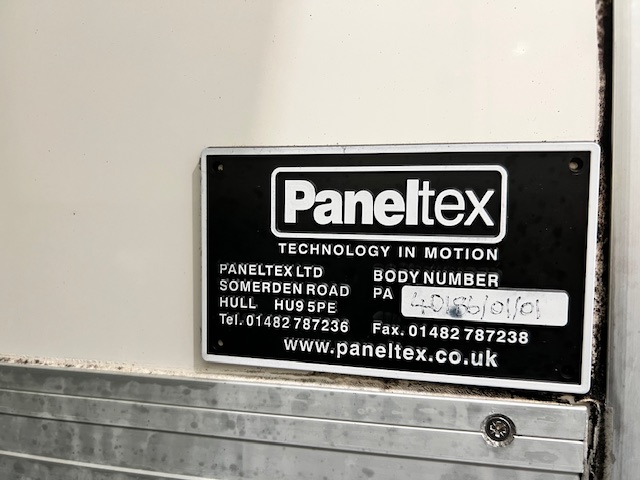 Paneltex
TECHNOLOGY IN MOTION
PANELTEX LTD
SOMERDEN ROAD
HULL HU9 5PE
Tel. 01482 787236
BODY NUMBER
PA 40186/01/01
Fax. 01482 787238
www.paneltex.co.uk